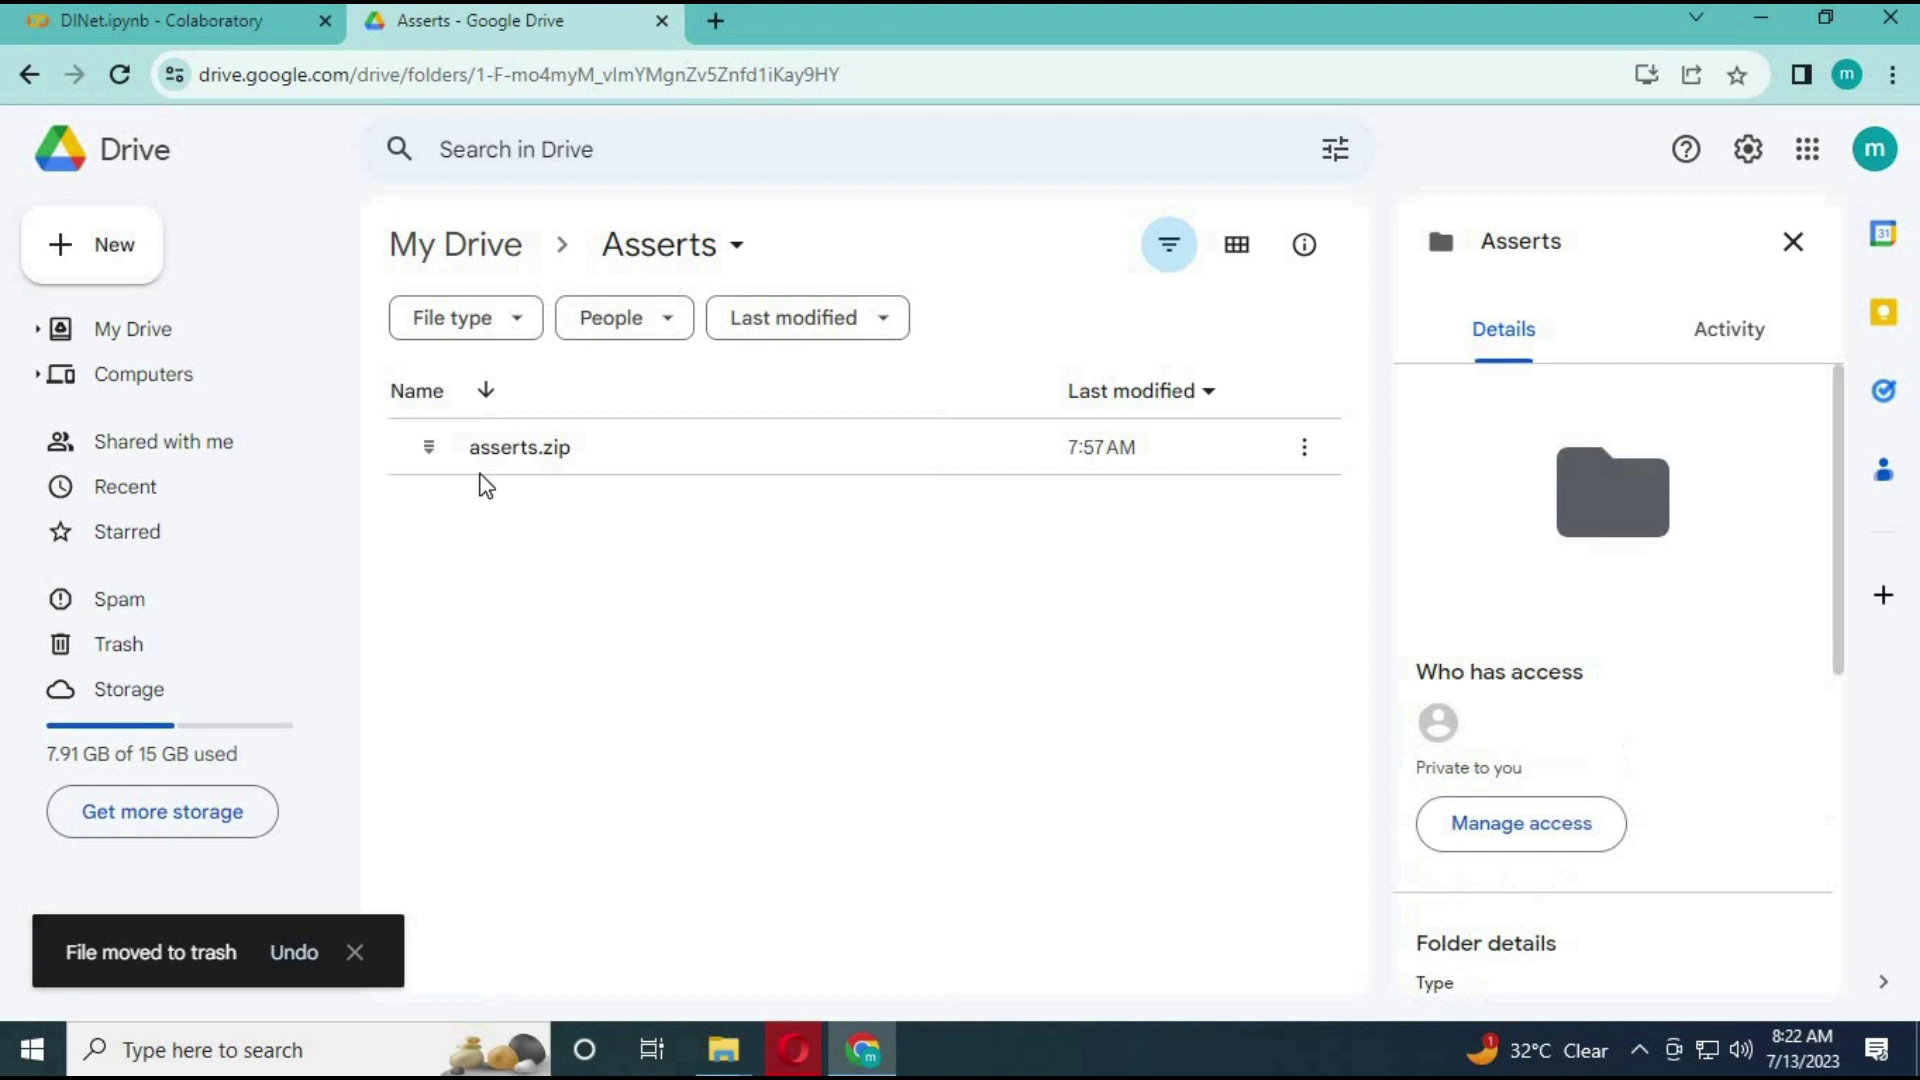 DINet.ipynb - Colaboratory
Asserts - Google Drive
drive.google.com/drive/folders/1-F-mo4myM_vImYMgnZv5Znfd1iKay9HY
m
Drive
Search in Drive
m
New
My Drive
Asserts
Asserts
31
File type
People
Last modified
My Drive
Details
Activity
Computers
Name
Last modified
Shared with me
asserts.zip
7:57 AM
Recent
Starred
Spam
Trash
Who has access
Storage
7.91 GB of 15 GB used
Private to you
Get more storage
Manage access
File moved to trash
Undo
Folder details
Type
Type here to search
m
1
32°C Clear
8:22 AM
7/13/2023